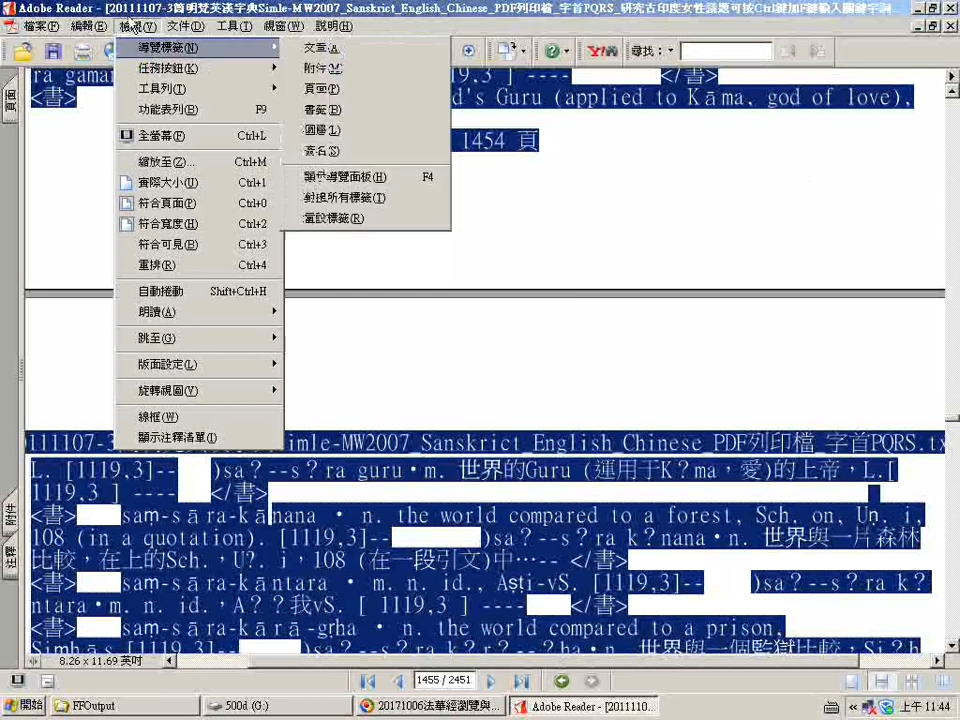 Adobe Reader - [20111107-3簡明梵英漢字典Simle-MW2007_Sanskrict_English_Chinese_PDF列印檔_字首PQRS_研究古印度女性議題可按Ctrl鍵加F鍵輸入關鍵字詞
檔案(F) 編輯(E) 檢視(V) 文件(D) 工具(T) 視窗(W) 說明(H)
尋找：
導覽標籤(N)
任務按鈕(K)
工具列(T)
功能表列(B) F9
全螢幕(F) Ctrl+L
縮放至(Z)... Ctrl+M
實際大小(U) Ctrl+1
符合頁面(P) Ctrl+0
符合寬度(H) Ctrl+2
符合可見(B) Ctrl+3
重排(R) Ctrl+4
自動捲動 Shift+Ctrl+H
朗讀(A)
跳至(G)
版面設定(L)
旋转視圖(V)
線框(W)
顯示注釋清單(I)
文章(A)
附件
頁面(P)
書籤(B)
圖層(L)
簽名(S)
顯示導覽面板(H) F4
對接所有標籤(T)
重設標籤(R)
頁面
附件
注釋
ra gamar
,3 ] ---- </書>
<書>
d's Guru (applied to Kāma, god of love),
1454 頁
111107-3
Simle-MW2007_Sanskrict_English_Chinese_PDF列印檔_字首PQRS.tx
L. [1119,3]-- )sa？--s？ra guru‧m. 世界的Guru (運用于K？ma，愛)的上帝，L.[
1119,3 ] ---- </書>
<書> saṃ-sāra-kānana ‧ n. the world compared to a forest, Sch. on, Uṇ. i,
108 (in a quotation). [1119,3]-- )sa？--s？ra k？nana‧n. 世界與一片森林
比較，在上的Sch.，U?. i，108 (在一段引文)中… </書>
<書> saṃ-sāra-kāntara ‧ m. n. id., Aṣṭi-vS. [1119,3]-- )sa？--s？ra k？
ntara‧m. n. id.，A？？我vS. [ 1119,3 ] ---- </書>
<書> saṃ-sāra-kārā-gṛha ‧ n. the world compared to a prison,
8.26 x 11.69 英吋
1455 / 2451
開始 FFOutput 500d (G:) 20171006法華經瀏覽與... Adobe Reader - [2011110... 上午 11:44